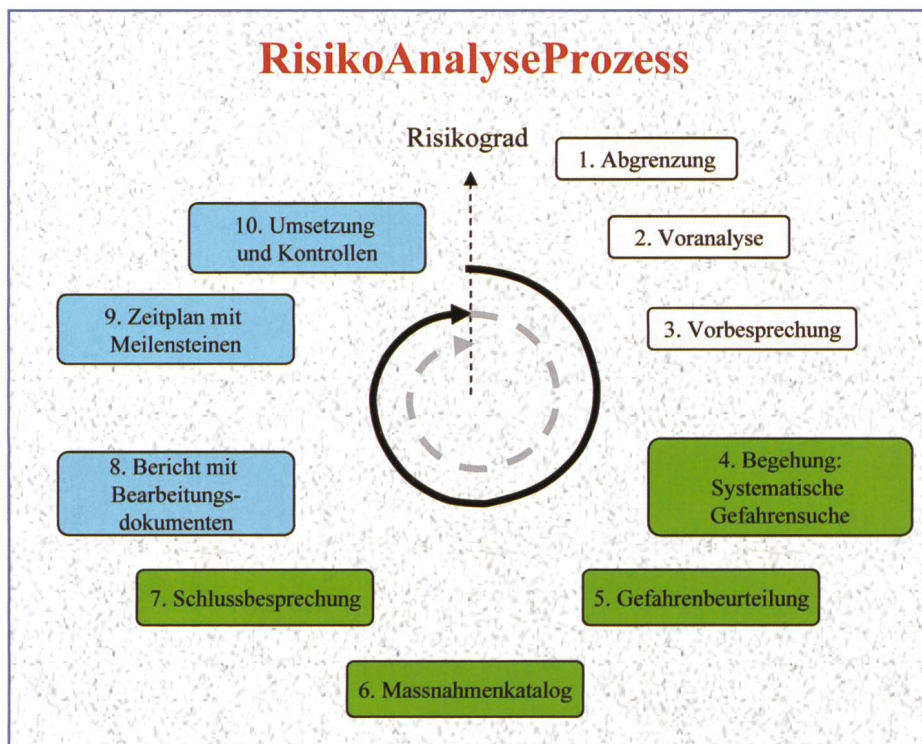 RisikoAnalyseProzess
Risikograd
1. Abgrenzung
2. Voranalyse
3. Vorbesprechung
4. Begehung:
Systematische
Gefahrensuche
5. Gefahrenbeurteilung
6. Massnahmenkatalog
7. Schlussbesprechung
8. Bericht mit
Bearbeitungs-
dokumenten
9. Zeitplan mit
Meilensteinen
10. Umsetzung
und Kontrollen